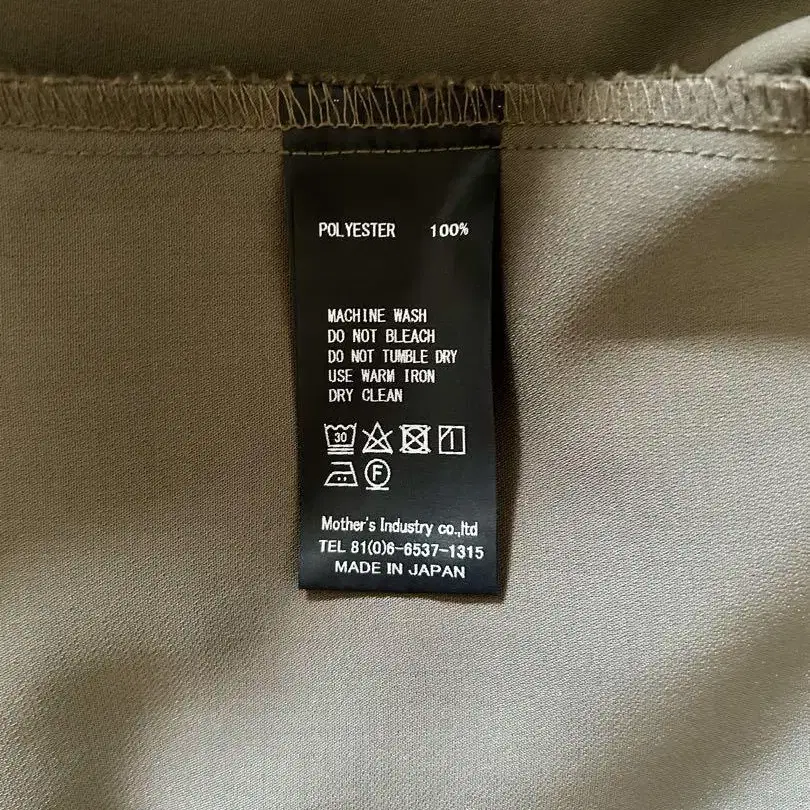 POLYESTER 100%
MACHINE WASH
DO NOT BLEACH
DO NOT TUMBLE DRY
USE WARM IRON
DRY CLEAN
30
F
Mother's Industry co.,ltd
TEL 81(0)6-6537-1315
MADE IN JAPAN